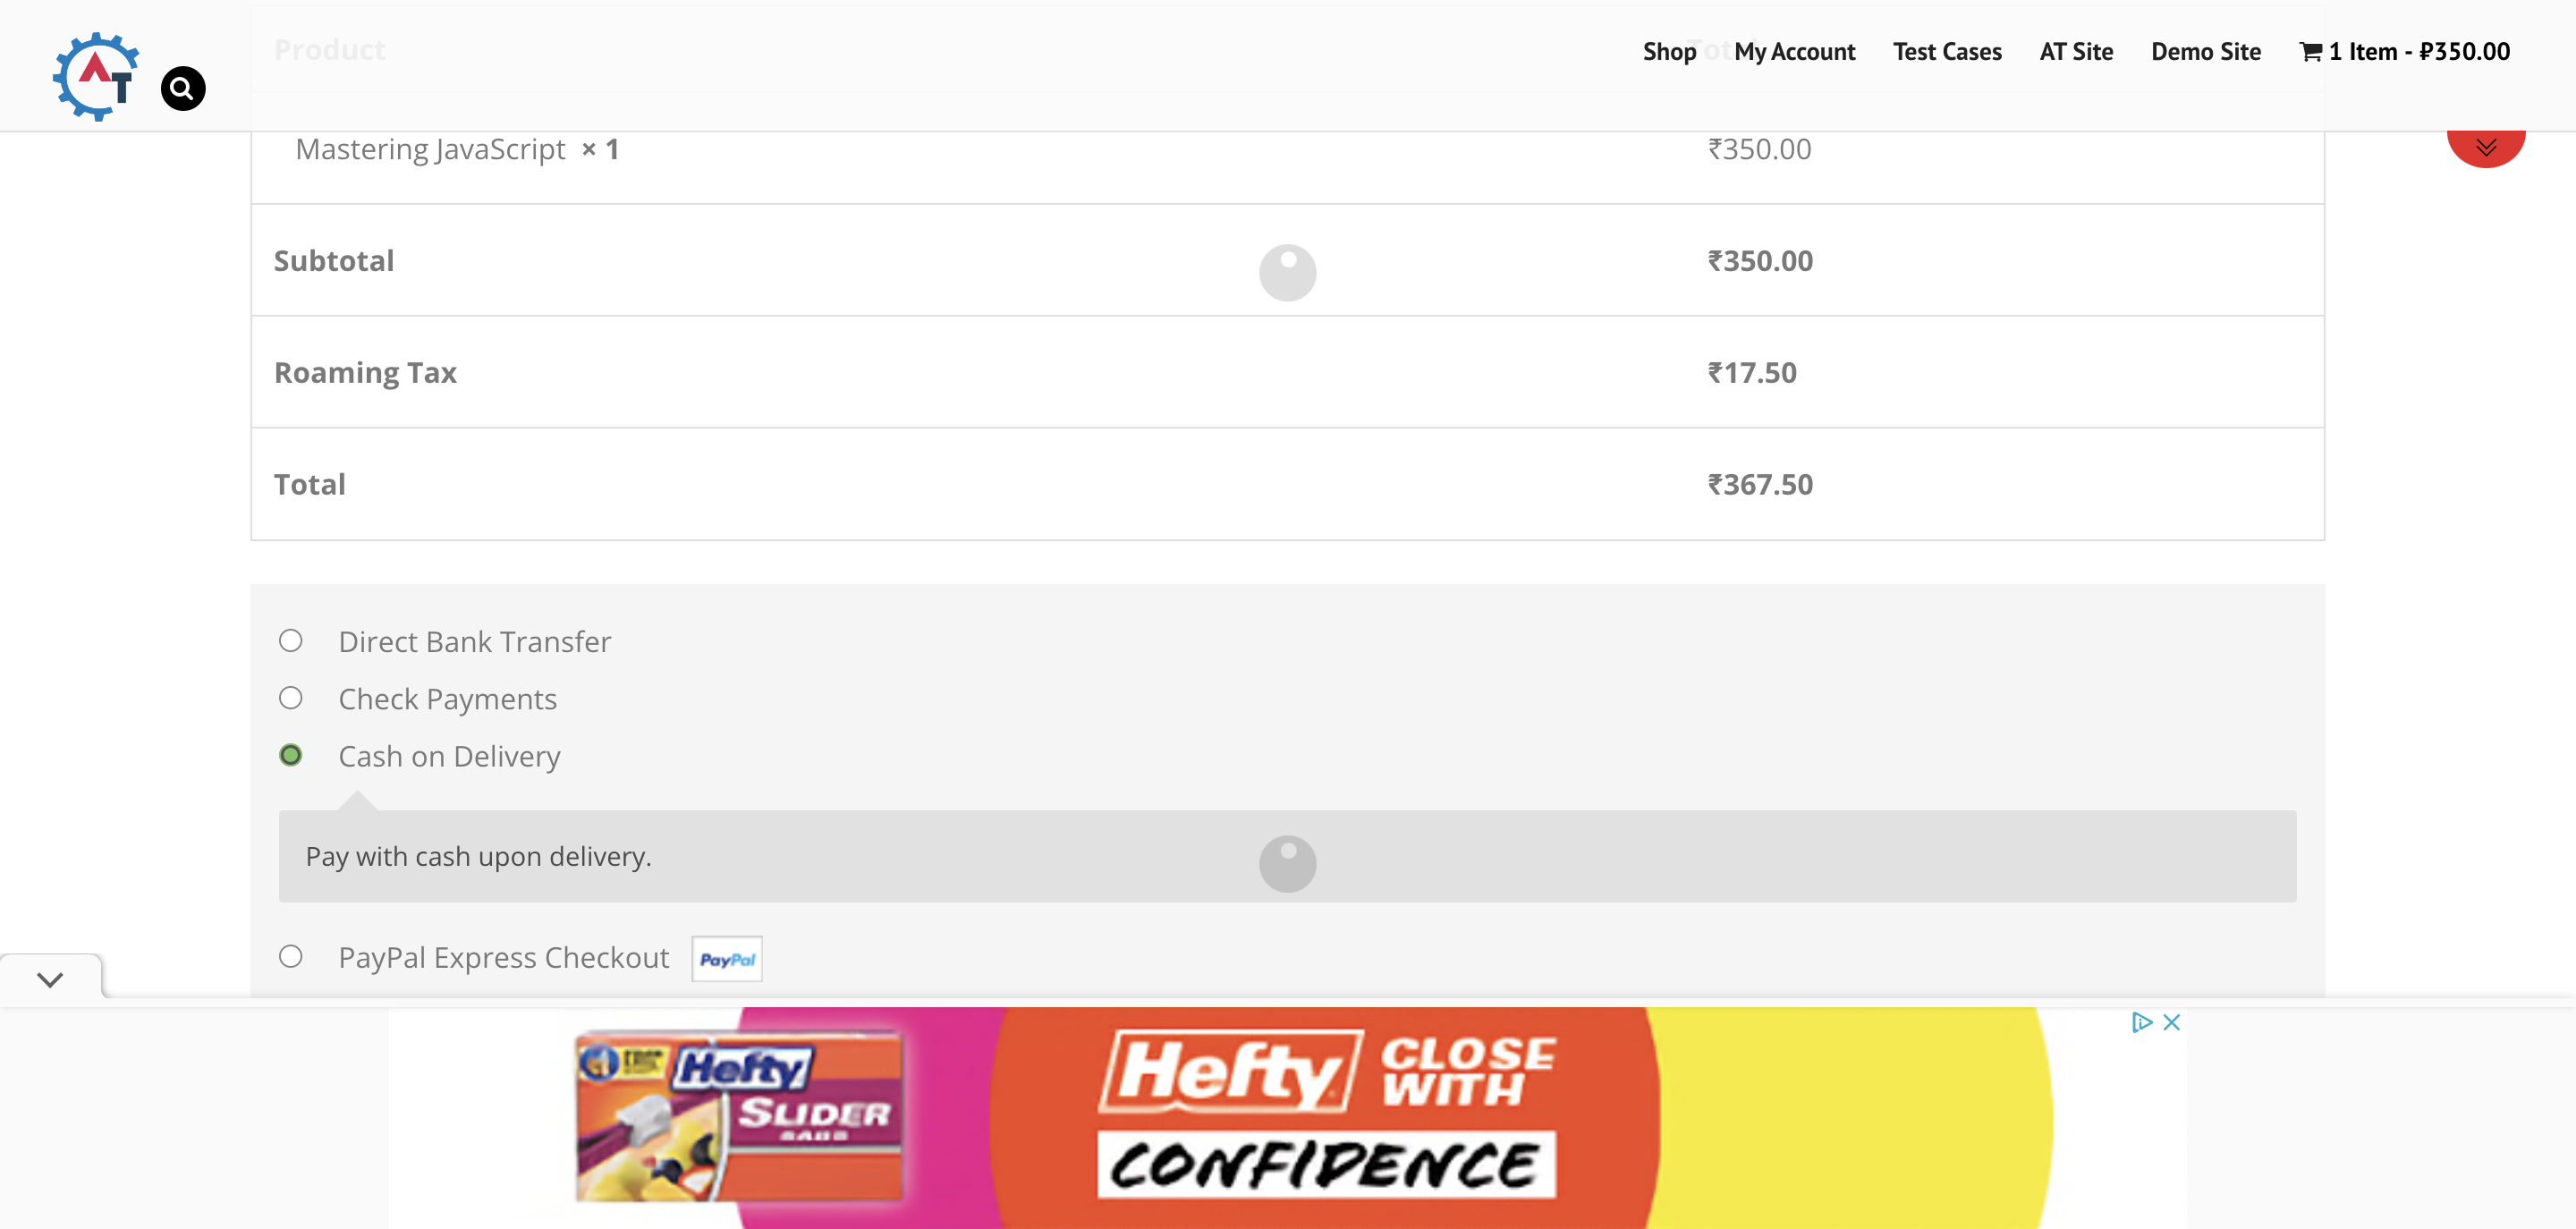 Product
Shop
My Account
Test Cases
AT Site
Demo Site
1 Item - ₽350.00
AT
Mastering JavaScript × 1
₹350.00
Subtotal
₹350.00
Roaming Tax
₹17.50
Total
₹367.50
Direct Bank Transfer
Check Payments
Cash on Delivery
Pay with cash upon delivery.
PayPal Express Checkout
PayPal
Hefty
SLIDER
Hefty
CLOSE
WITH
CONFIDENCE